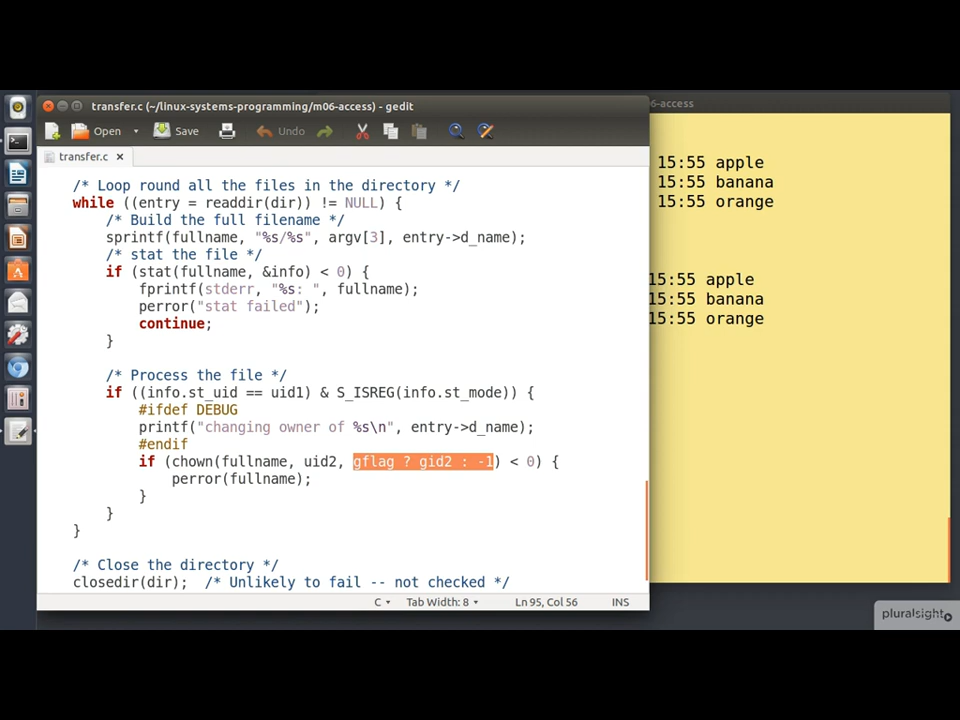 transfer.c (~/linux-systems-programming/m06-access) - gedit
6-access
Open Save Undo
transfer.c
/* Loop round all the files in the directory */
while ((entry = readdir(dir)) != NULL) {
/* Build the full filename */
sprintf(fullname, "%s/%s", argv[3], entry->d_name);
/* stat the file */
if (stat(fullname, &info) < 0) {
fprintf(stderr, "%s: ", fullname);
perror("stat failed");
continue;
}
/* Process the file */
if ((info.st_uid == uid1) & S_ISREG(info.st_mode)) {
#ifdef DEBUG
printf("changing owner of %s\n", entry->d_name);
#endif
if (chown(fullname, uid2, gflag ? gid2 : -1) < 0) {
perror(fullname);
}
}
}
/* Close the directory */
closedir(dir);  /* Unlikely to fail -- not checked */
C Tab Width: 8 Ln 95, Col 56 INS
15:55 apple
15:55 banana
15:55 orange
15:55 apple
15:55 banana
15:55 orange
pluralsight